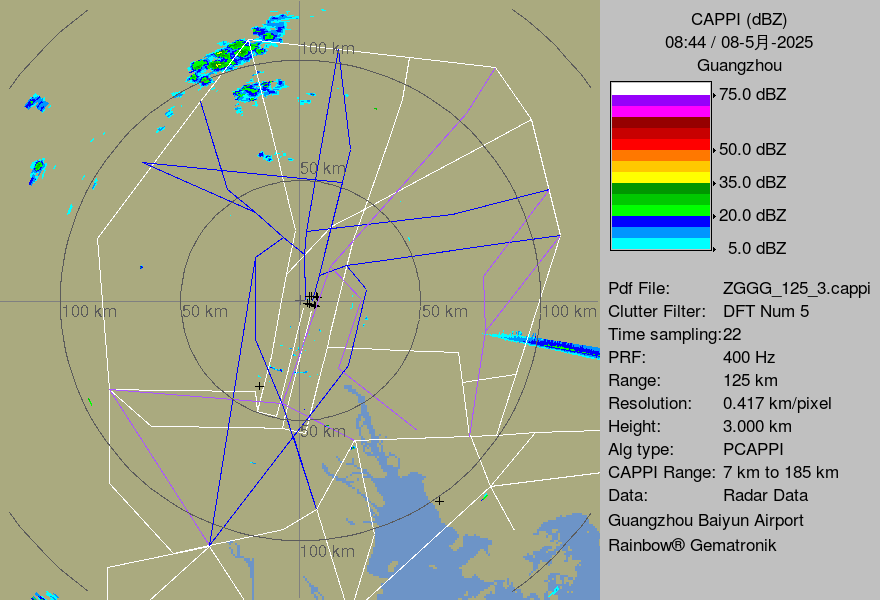 CAPPI (dBZ)
08:44 / 08-5月-2025
Guangzhou
75.0 dBZ
50.0 dBZ
35.0 dBZ
20.0 dBZ
5.0 dBZ
Pdf File: ZGGG_125_3.cappi
Clutter Filter: DFT Num 5
Time sampling:22
PRF: 400 Hz
Range: 125 km
Resolution: 0.417 km/pixel
Height: 3.000 km
Alg type: PCAPPI
CAPPI Range: 7 km to 185 km
Data: Radar Data
Guangzhou Baiyun Airport
Rainbow® Gematronik
100 km
50 km
100 km
50 km
50 km
100 km
50 km
100 km